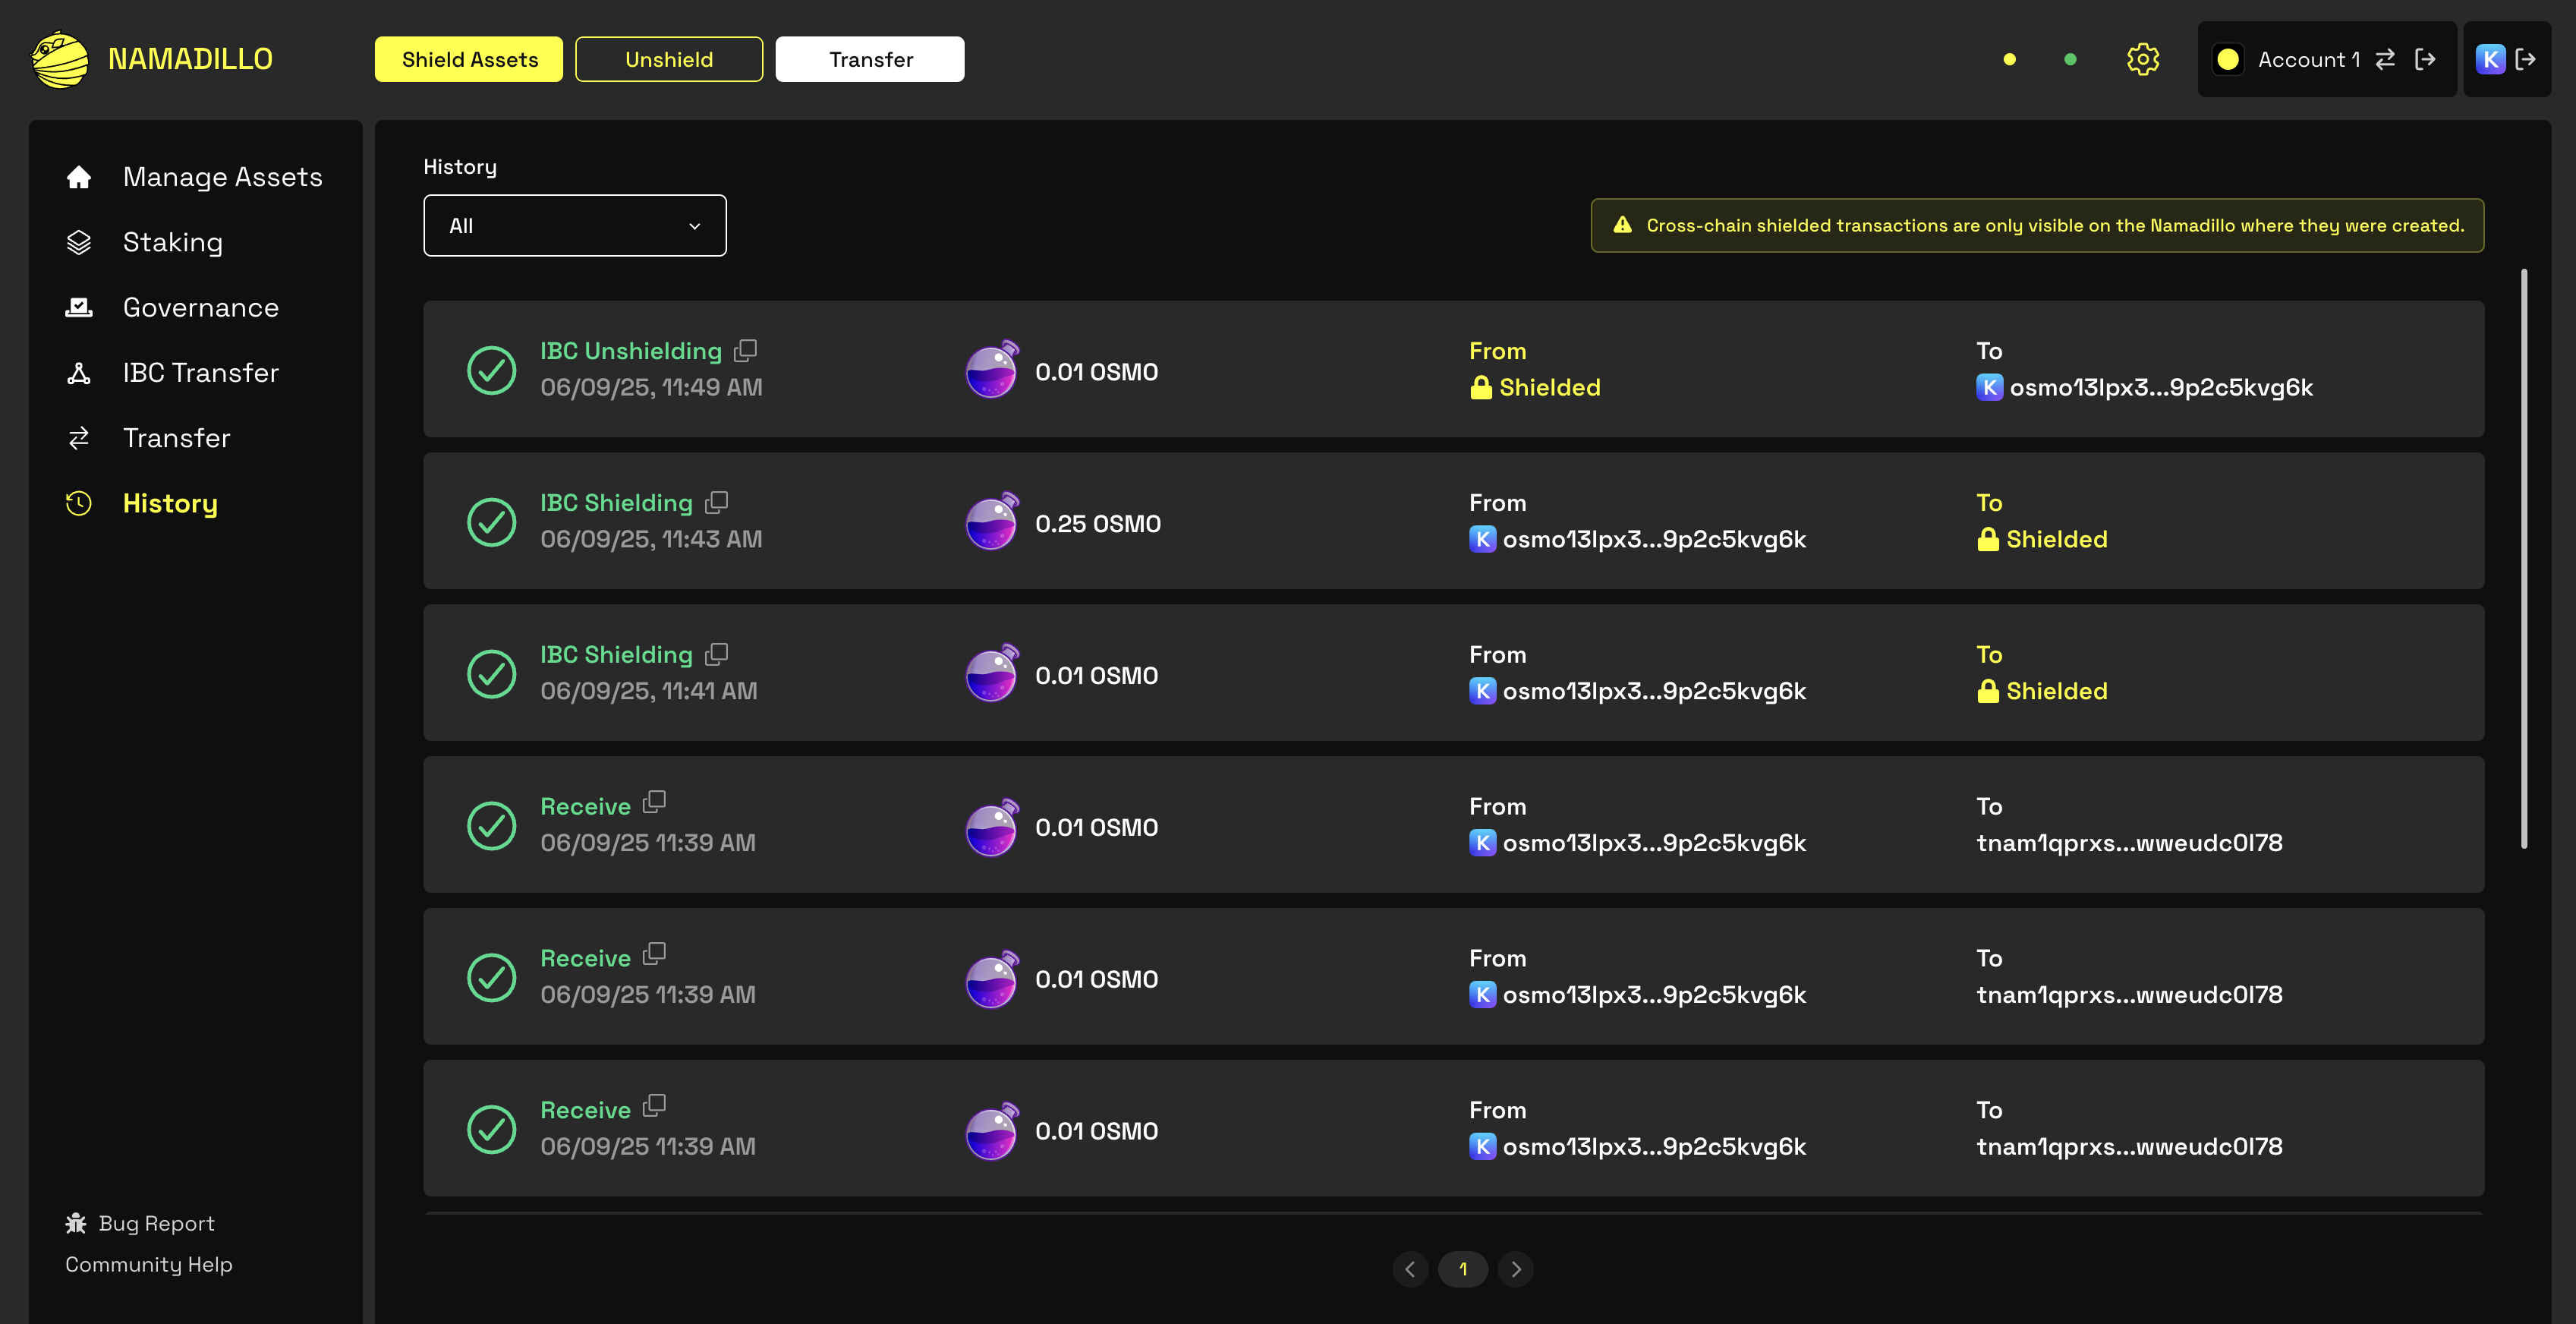 NAMADILLO
Shield Assets
Unshield
Transfer
Account 1
K
Manage Assets
Staking
Governance
IBC Transfer
Transfer
History
Bug Report
Community Help
History
All
Cross-chain shielded transactions are only visible on the Namadillo where they were created.
IBC Unshielding
06/09/25, 11:49 AM
0.01 OSMO
From
Shielded
To
K osmo13lpx3...9p2c5kvg6k
IBC Shielding
06/09/25, 11:43 AM
0.25 OSMO
From
K osmo13lpx3...9p2c5kvg6k
To
Shielded
IBC Shielding
06/09/25, 11:41 AM
0.01 OSMO
From
K osmo13lpx3...9p2c5kvg6k
To
Shielded
Receive
06/09/25 11:39 AM
0.01 OSMO
From
K osmo13lpx3...9p2c5kvg6k
To
tnam1qprxs...wweudc0l78
Receive
06/09/25 11:39 AM
0.01 OSMO
From
K osmo13lpx3...9p2c5kvg6k
To
tnam1qprxs...wweudc0l78
Receive
06/09/25 11:39 AM
0.01 OSMO
From
K osmo13lpx3...9p2c5kvg6k
To
tnam1qprxs...wweudc0l78
1